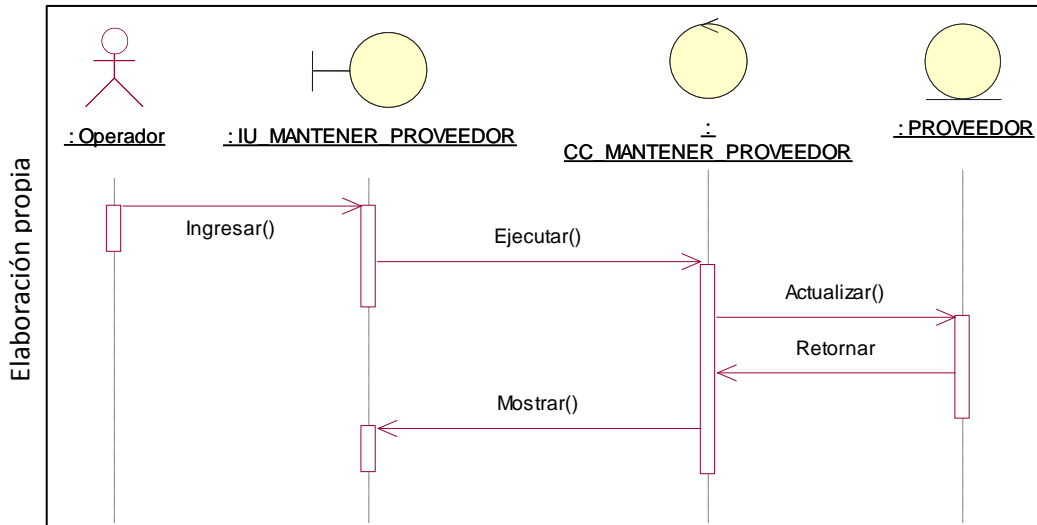 : Operador
: IU_MANTENER_PROVEEDOR
:
CC_MANTENER_PROVEEDOR
: PROVEEDOR
Elaboración propia
Ingresar()
Ejecutar()
Actualizar()
Retornar
Mostrar()